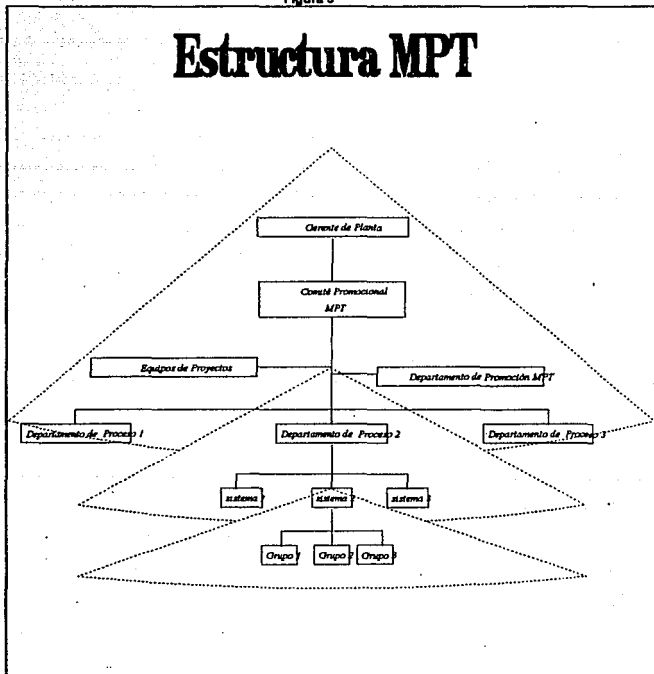 Figura
Estructura MPT
Gerente de Planta
Comité Promocional
MPT
Equipos de Proyectos
Departamento de Promoción MPT
Departamento de Proceso 1
Departamento de Proceso 2
Departamento de Proceso 3
sistema 1
sistema 2
sistema 3
Grupo 1
Grupo 2
Grupo 3